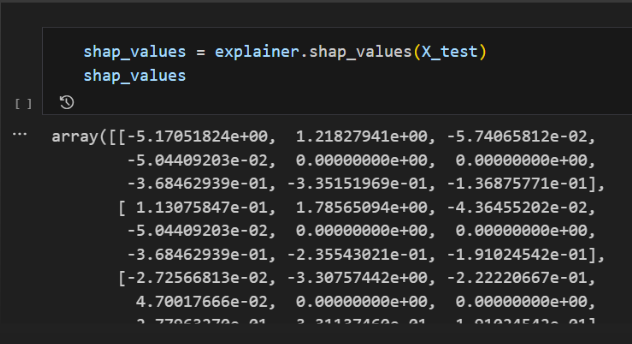 shap_values = explainer.shap_values(X_test)
shap_values
[ ]
... array([[-5.17051824e+00,  1.21827941e+00, -5.74065812e-02,
-5.04409203e-02,  0.00000000e+00,  0.00000000e+00,
-3.68462939e-01, -3.35151969e-01, -1.36875771e-01],
[ 1.13075847e-01,  1.78565094e+00, -4.36455202e-02,
-5.04409203e-02,  0.00000000e+00,  0.00000000e+00,
-3.68462939e-01, -2.35543021e-01, -1.91024542e-01],
[-2.72566813e-02, -3.30757442e+00, -2.22220667e-01,
4.70017666e-02,  0.00000000e+00,  0.00000000e+00,